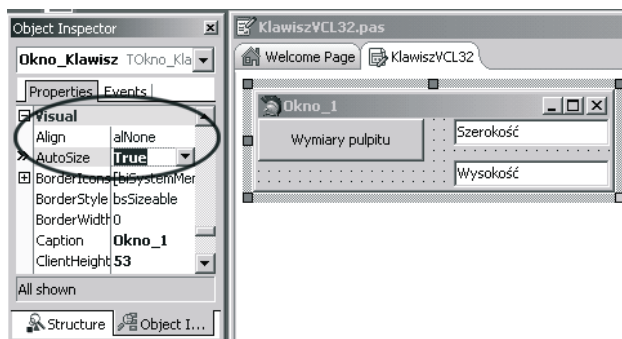 Object Inspector
Okno_Klawisz TOkno_Kla
Properties Events
Visual
Align alNone
AutoSize True
BorderIcons [biSystemMer
BorderStyle bsSizeable
BorderWidth 0
Caption Okno_1
ClientHeight 53
All shown
Structure Object I...
KlawiszVCL32.pas
Welcome Page KlawiszVCL32
Okno_1
Wymiary pulpitu
Szerokość
Wysokość